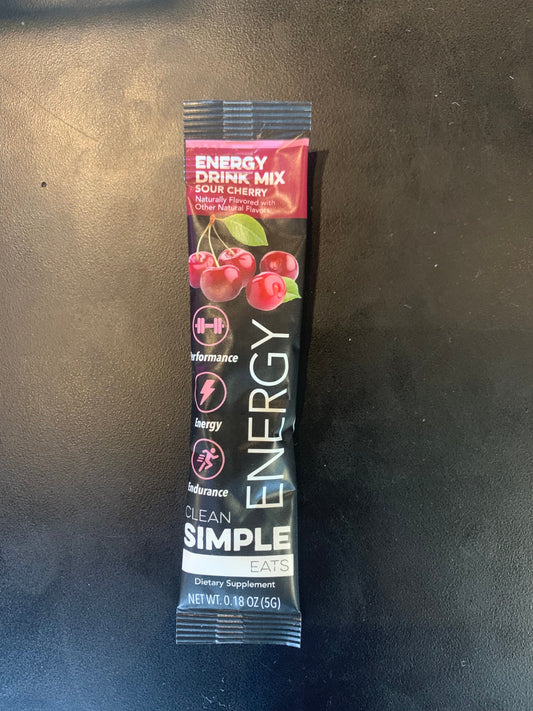 ENERGY
DRINK MIX
SOUR CHERRY
Naturally Flavored with
Other Natural Flavors
Performance
Energy
Endurance
ENERGY
CLEAN
SIMPLE
EATS
Dietary Supplement
NET WT. 0.18 OZ (5G)